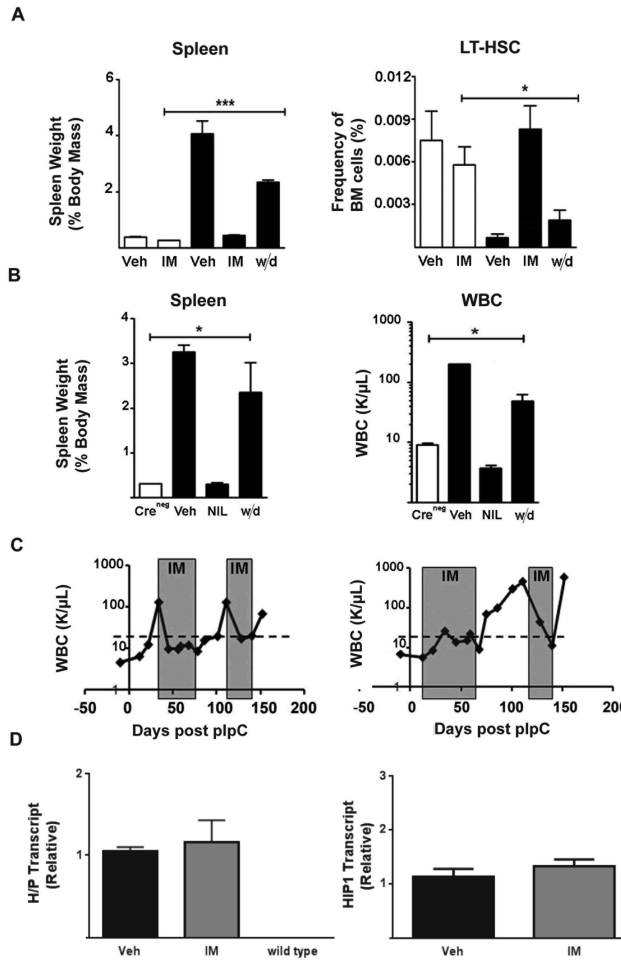 A
Spleen
LT-HSC
Spleen Weight
(% Body Mass)
6
4
2
***
Veh IM Veh IM w/d
Frequency of
BM cells (%)
0.012
0.009
0.006
0.003
*
Veh IM Veh IM w/d
B
Spleen
WBC
Spleen Weight
(% Body Mass)
4
3
2
1
*
Cre neg Veh NIL w/d
WBC (K/µL)
1000
100
10
*
Cre neg Veh NIL w/d
C
WBC (K/µL)
1000
100
10
1
IM
IM
-50 0 50 100 150 200
Days post pIpC
WBC (K/µL)
1000
100
10
1
IM
IM
-50 0 50 100 150 200
Days post pIpC
D
H/P Transcript
(Relative)
2
1
Veh IM wild type
HIP1 Transcript
(Relative)
3
2
1
Veh IM